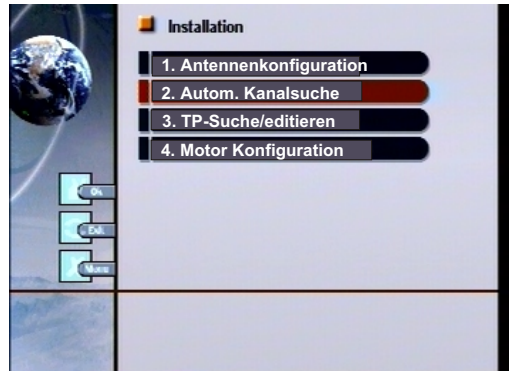 Installation
1. Antennenkonfiguration
2. Autom. Kanalsuche
3. TP-Suche/editieren
4. Motor Konfiguration
Ok
Exit
Menu